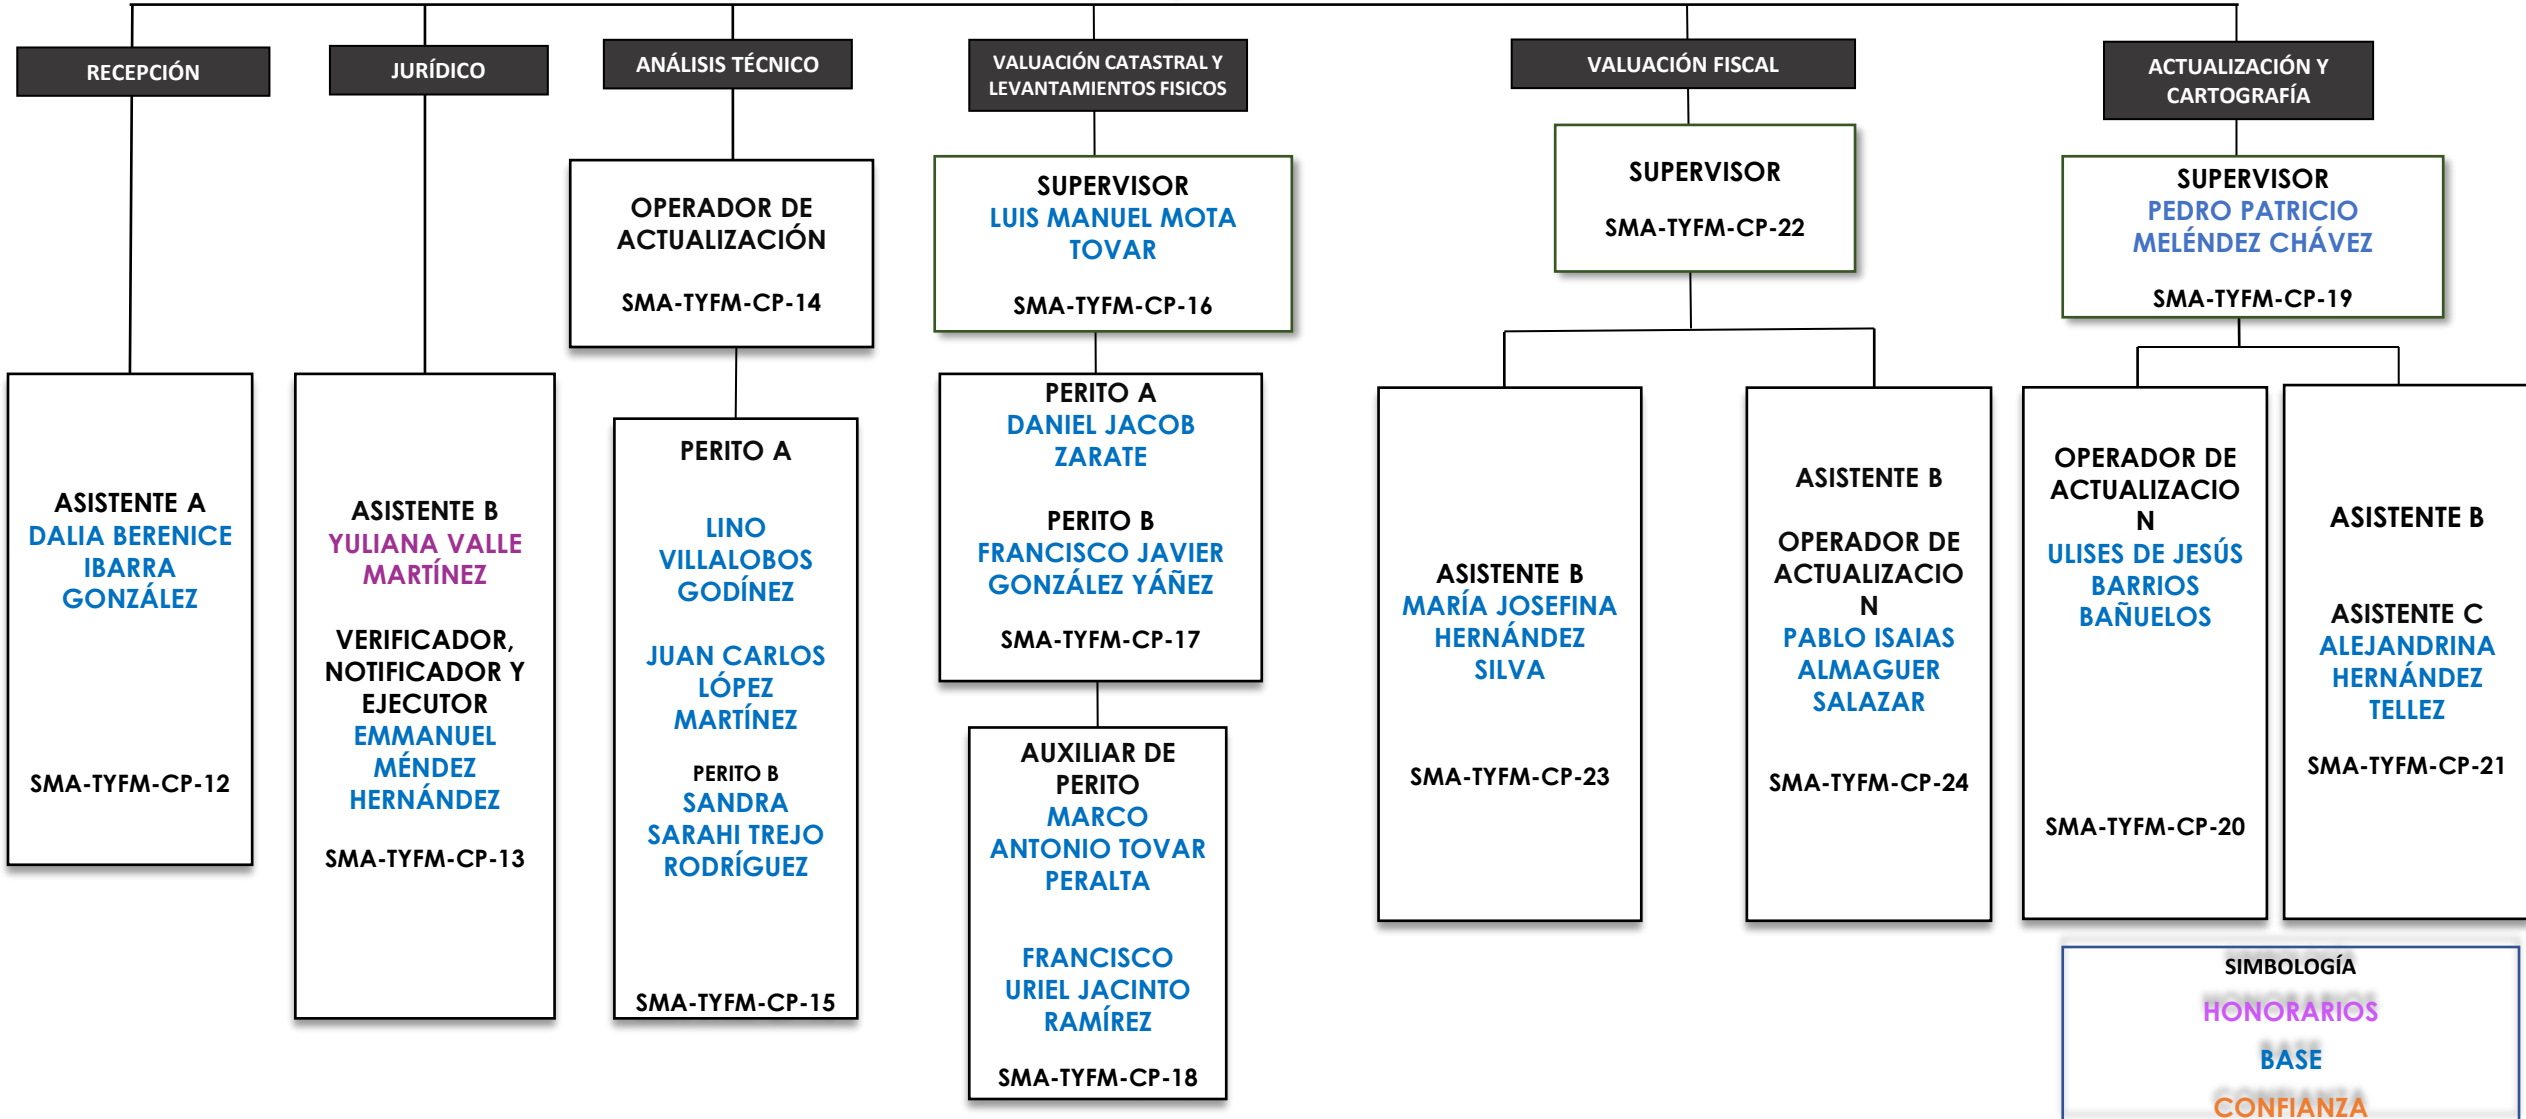 RECEPCIÓN
JURÍDICO
ANÁLISIS TÉCNICO
VALUACIÓN CATASTRAL Y
LEVANTAMIENTOS FISICOS
VALUACIÓN FISCAL
ACTUALIZACIÓN Y
CARTOGRAFÍA
OPERADOR DE
ACTUALIZACIÓN
SMA-TYFM-CP-14
SUPERVISOR
LUIS MANUEL MOTA
TOVAR
SMA-TYFM-CP-16
SUPERVISOR
SMA-TYFM-CP-22
SUPERVISOR
PEDRO PATRICIO
MELÉNDEZ CHÁVEZ
SMA-TYFM-CP-19
ASISTENTE A
DALIA BERENICE
IBARRA
GONZÁLEZ
SMA-TYFM-CP-12
ASISTENTE B
YULIANA VALLE
MARTÍNEZ
VERIFICADOR,
NOTIFICADOR Y
EJECUTOR
EMMANUEL
MÉNDEZ
HERNÁNDEZ
SMA-TYFM-CP-13
PERITO A
LINO
VILLALOBOS
GODÍNEZ
JUAN CARLOS
LÓPEZ
MARTÍNEZ
PERITO B
SANDRA
SARAHI TREJO
RODRÍGUEZ
SMA-TYFM-CP-15
PERITO A
DANIEL JACOB
ZARATE
PERITO B
FRANCISCO JAVIER
GONZÁLEZ YÁÑEZ
SMA-TYFM-CP-17
AUXILIAR DE
PERITO
MARCO
ANTONIO TOVAR
PERALTA
FRANCISCO
URIEL JACINTO
RAMÍREZ
SMA-TYFM-CP-18
ASISTENTE B
MARÍA JOSEFINA
HERNÁNDEZ
SILVA
SMA-TYFM-CP-23
ASISTENTE B
OPERADOR DE
ACTUALIZACIO
N
PABLO ISAIAS
ALMAGUER
SALAZAR
SMA-TYFM-CP-24
OPERADOR DE
ACTUALIZACIO
N
ULISES DE JESÚS
BARRIOS
BAÑUELOS
SMA-TYFM-CP-20
ASISTENTE B
ASISTENTE C
ALEJANDRINA
HERNÁNDEZ
TELLEZ
SMA-TYFM-CP-21
SIMBOLOGÍA
HONORARIOS
BASE
CONFIANZA